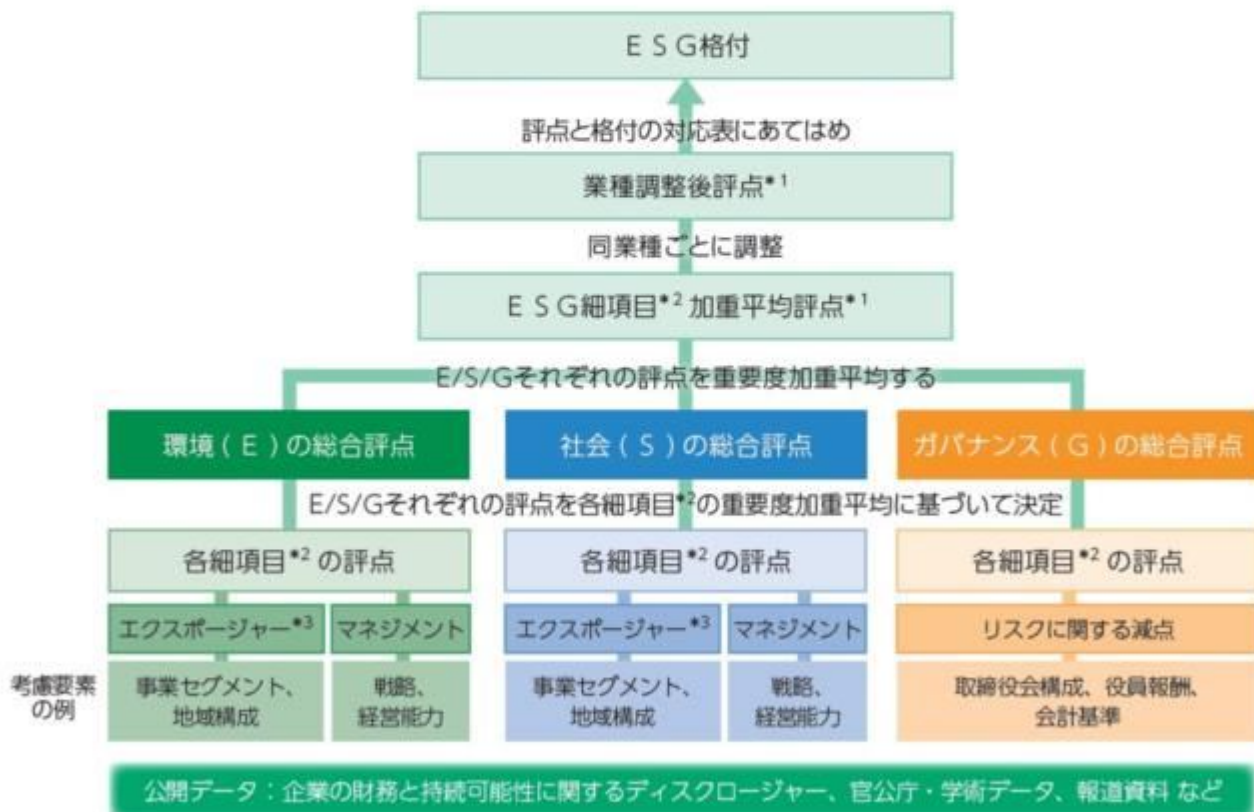 ＥＳＧ格付
評点と格付の対応表にあてはめ
業種調整後評点*1
同業種ごとに調整
ＥＳＧ細項目*2 加重平均評点*1
E/S/Gそれぞれの評点を重要度加重平均する
環境(E)の総合評点
社会(S)の総合評点
ガバナンス(G)の総合評点
E/S/Gそれぞれの評点を各細項目*2の重要度加重平均に基づいて決定
各細項目*2 の評点
各細項目*2 の評点
各細項目*2 の評点
エクスポージャー*3
マネジメント
エクスポージャー*3
マネジメント
リスクに関する減点
考慮要素
の例
事業セグメント、
地域構成
戦略、
経営能力
事業セグメント、
地域構成
戦略、
経営能力
取締役会構成、役員報酬、
会計基準
公開データ：企業の財務と持続可能性に関するディスクロージャー、官公庁・学術データ、報道資料 など